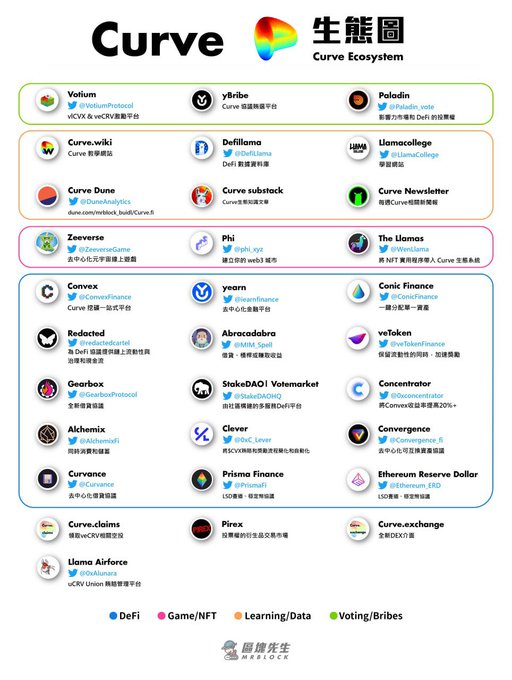 Curve 生態圖
Curve Ecosystem
Votium
@VotiumProtocol
vlCVX & veCRV激勵平台
yBribe
Curve 協議賄選平台
Paladin
@Paladin_vote
影響力市場和 DeFi 的投票權
Curve.wiki
Curve 教學網站
Defillama
@DefiLlama
DeFi 數據資料庫
Llamacollege
@LlamaCollege
學習網站
Curve Dune
@DuneAnalytics
dune.com/mrblock_buidl/Curve.fi
Curve substack
Curve生態知識文章
Curve Newsletter
每週Curve相關新聞報
Zeeverse
@ZeeverseGame
去中心化元宇宙線上遊戲
Phi
@phi_xyz
建立你的 web3 城市
The Llamas
@WenLlama
將 NFT 實用程序帶入 Curve 生態系統
Convex
@ConvexFinance
Curve 挖礦一站式平台
yearn
@iearnfinance
去中心化金融平台
Conic Finance
@ConicFinance
一鍵分配單一資產
Redacted
@redactedcartel
為 DeFi 協議提供鏈上流動性與
治理和現金流
Abracadabra
@MIM_Spell
借貸、槓桿或賺取收益
veToken
@veTokenFinance
保留流動性的同時，加速獎勵
Gearbox
@GearboxProtocol
全新借貸協議
StakeDAO| Votemarket
@StakeDAOHQ
由社區構建的多服務DeFi平台
Concentrator
@0xconcentrator
將Convex收益率提高20%+
Alchemix
@AlchemixFi
同時消費和儲蓄
Clever
@0xC_Lever
將$CVX賄賂和獎勵流程簡化和自動化
Convergence
@Convergence_fi
去中心化可互換資產協議
Curvance
@Curvance
去中心化借貸協議
Prisma Finance
@PrismaFi
LSD賣場、穩定幣協議
Ethereum Reserve Dollar
@Ethereum_ERD
LSD賣場、穩定幣協議
Curve.claims
領取veCRV相關空投
Pirex
投票權的衍生品交易市場
Curve.exchange
全新DEX介面
Llama Airforce
@0xAlunara
uCRV Union 賄賂管理平台
DeFi
Game/NFT
Learning/Data
Voting/Bribes
區塊先生
MRBLOCK